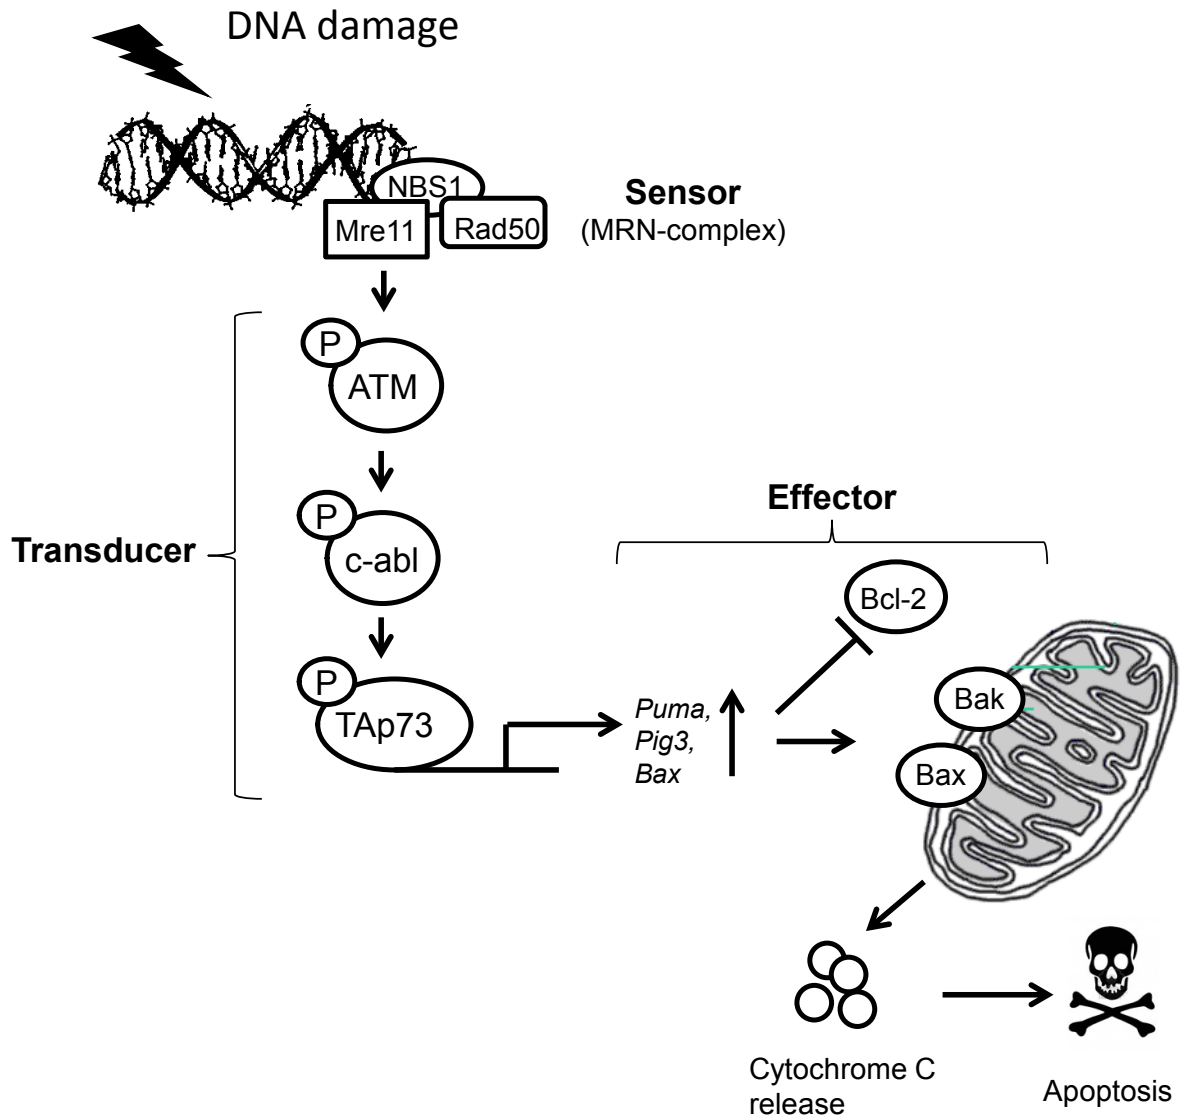 DNA damage
NBS1
Mre11
Rad50
Sensor
(MRN-complex)
P
ATM
P
c-abl
Transducer
P
TAp73
Effector
Bcl-2
Puma,
Pig3,
Bax
Bak
Bax
Cytochrome C
release
Apoptosis